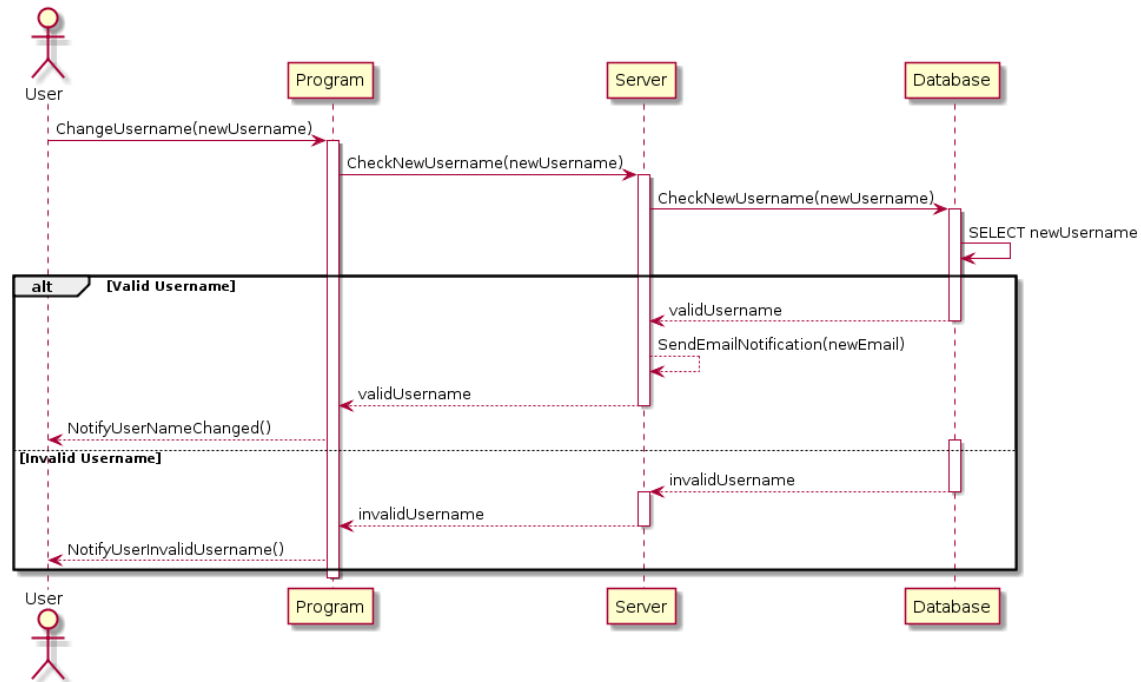 User
Program
Server
Database
ChangeUsername(newUsername)
CheckNewUsername(newUsername)
CheckNewUsername(newUsername)
SELECT newUsername
alt
[Valid Username]
validUsername
SendEmailNotification(newEmail)
validUsername
NotifyUserNameChanged()
[Invalid Username]
invalidUsername
invalidUsername
NotifyUserInvalidUsername()
User
Program
Server
Database